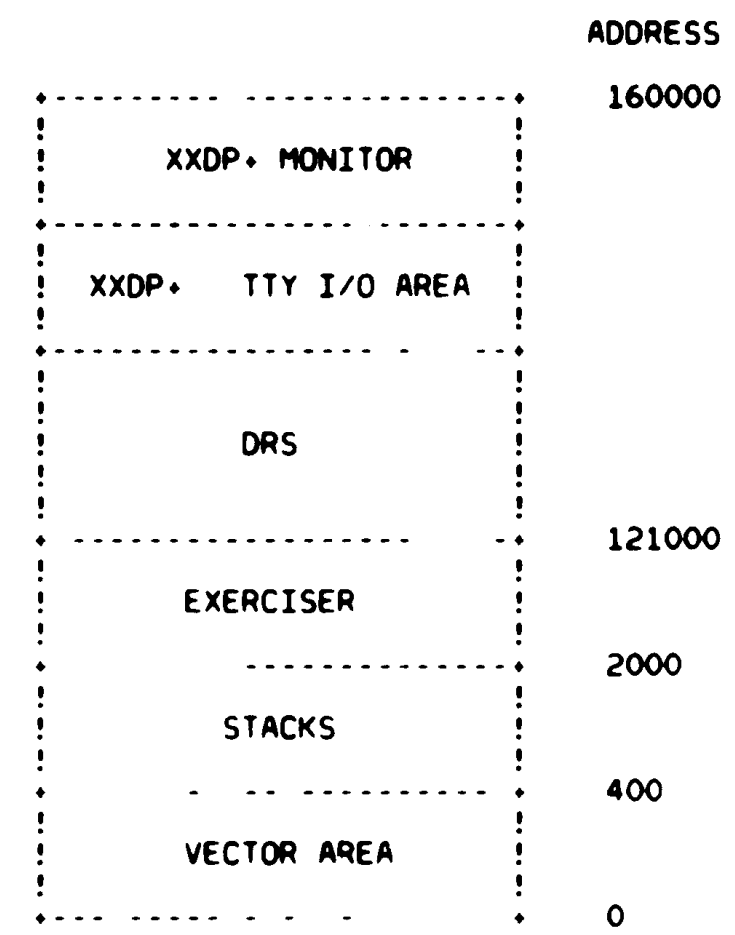 ADDRESS
160000
XXDP+ MONITOR
XXDP+ TTY I/O AREA
DRS
121000
EXERCISER
2000
STACKS
400
VECTOR AREA
0